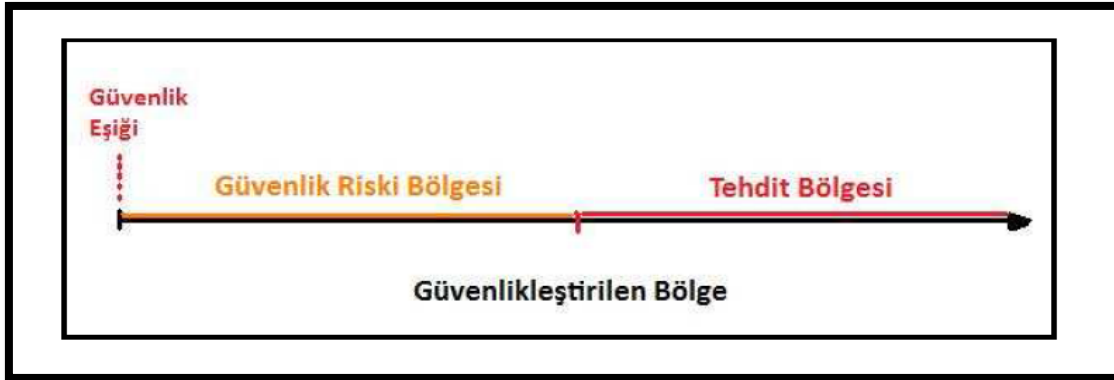 Güvenlik
Eşiği
Güvenlik Riski Bölgesi
Tehdit Bölgesi
Güvenlikleştirilen Bölge